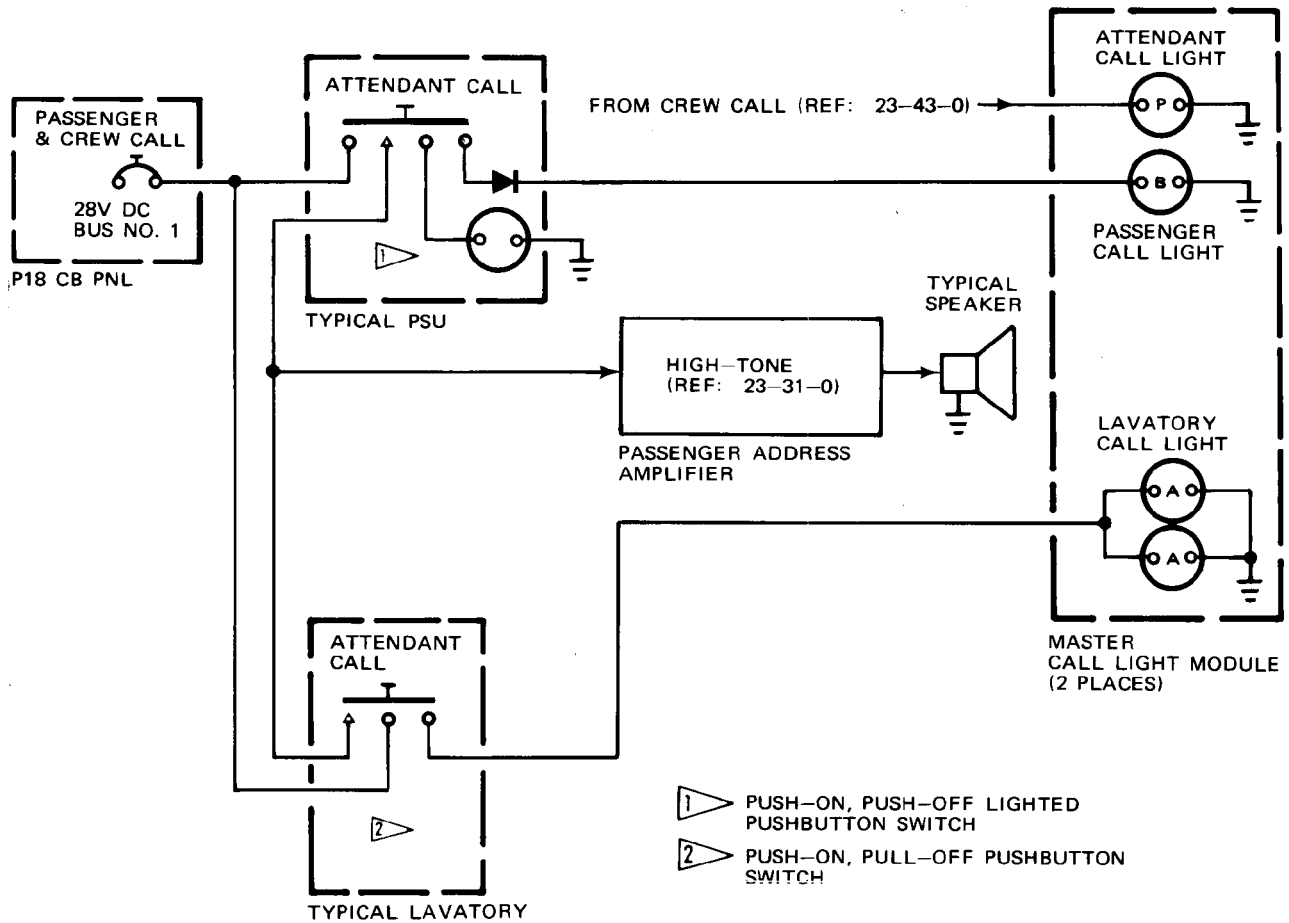 PASSENGER
& CREW CALL
28V DC
BUS NO. 1
P18 CB PNL
ATTENDANT CALL
1
TYPICAL PSU
FROM CREW CALL (REF: 23-43-0)
ATTENDANT
CALL LIGHT
P
B
PASSENGER
CALL LIGHT
HIGH-TONE
(REF: 23-31-0)
PASSENGER ADDRESS
AMPLIFIER
TYPICAL
SPEAKER
LAVATORY
CALL LIGHT
A
A
MASTER
CALL LIGHT MODULE
(2 PLACES)
ATTENDANT
CALL
2
TYPICAL LAVATORY
1 PUSH-ON, PUSH-OFF LIGHTED
PUSHBUTTON SWITCH
2 PUSH-ON, PULL-OFF PUSHBUTTON
SWITCH